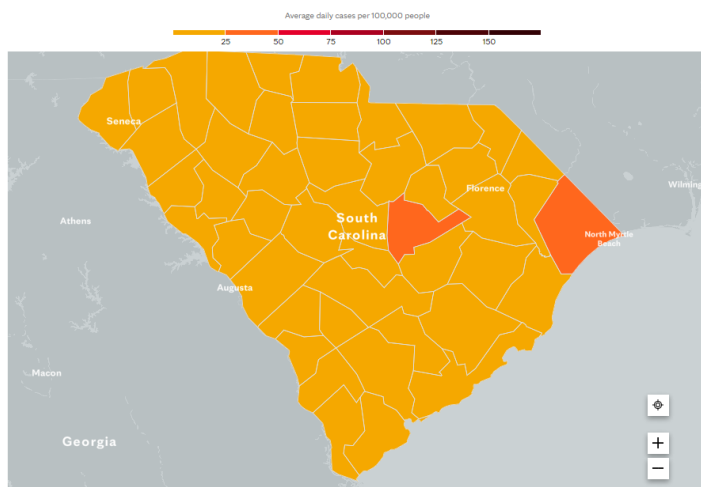 Average daily cases per 100,000 people
25 50 75 100 125 150
Seneca
Florence
Wilming
South
Carolina
Athens
North Myrtle
Beach
Augusta
Macon
Georgia